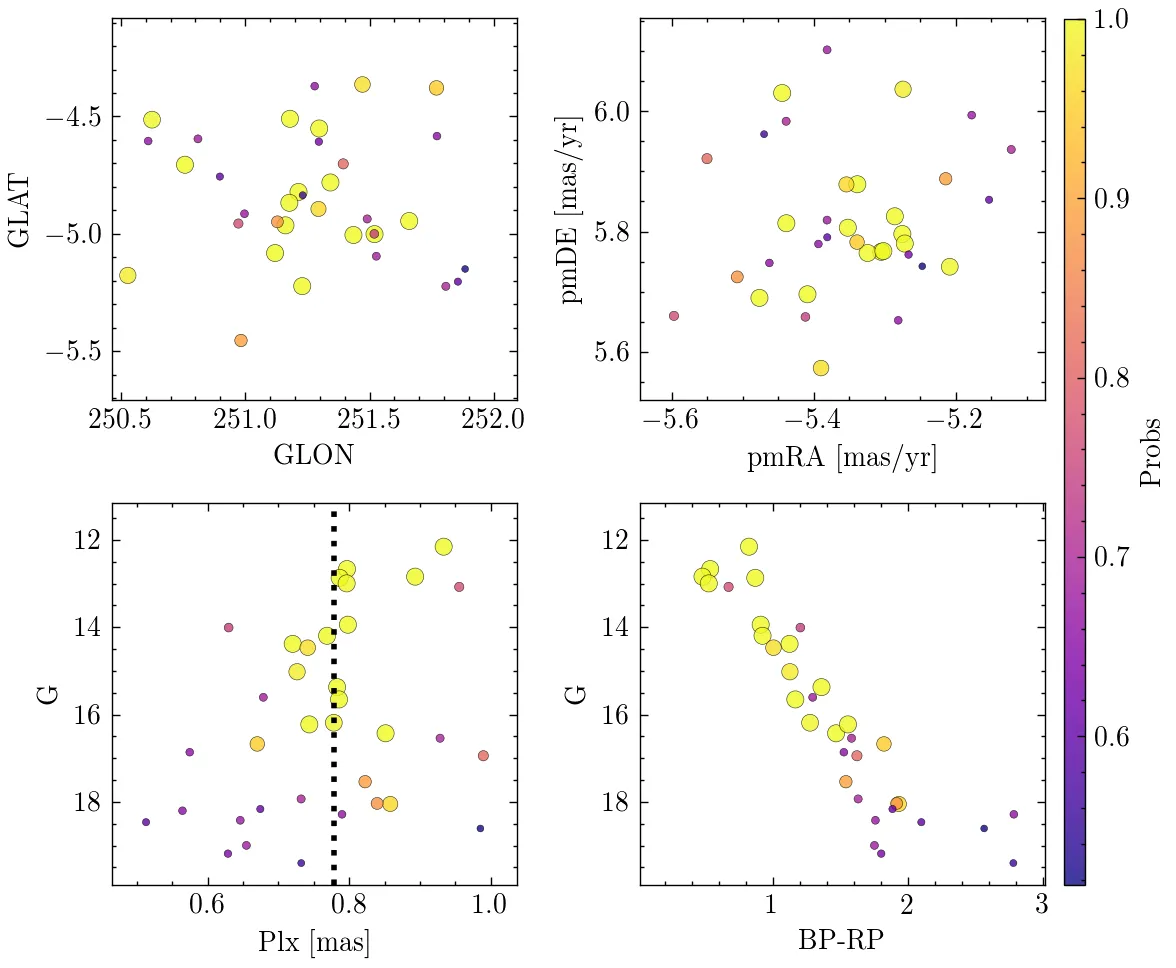 −4.5
−5.0
−5.5
GLAT
250.5 251.0 251.5 252.0
GLON
6.0
5.8
5.6
pmDE [mas/yr]
−5.6 −5.4 −5.2
pmRA [mas/yr]
1.0
0.9
0.8
0.7
0.6
Probs
12
14
16
18
G
0.6 0.8 1.0
Plx [mas]
12
14
16
18
G
1 2 3
BP-RP